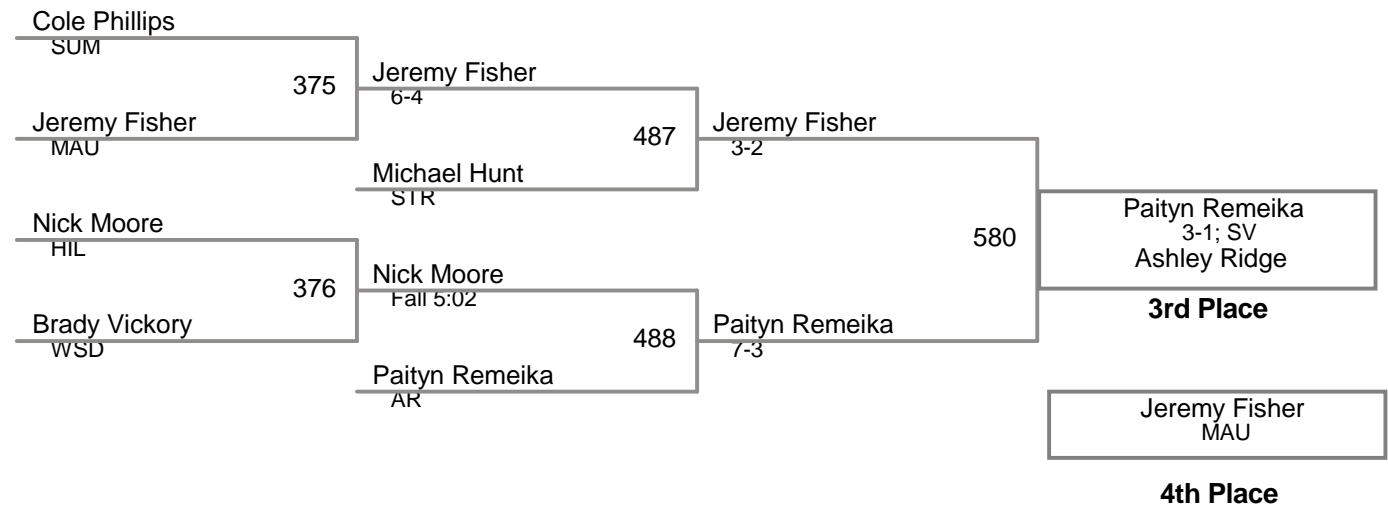 Cole Phillips
SUM
375
Jeremy Fisher
6-4
Jeremy Fisher
MAU
487
Jeremy Fisher
3-2
Michael Hunt
STR
Nick Moore
HIL
580
Paityn Remeika
3-1; SV
Ashley Ridge
3rd Place
376
Nick Moore
Fall 5:02
Brady Vickory
WSD
488
Paityn Remeika
7-3
Paityn Remeika
AR
Jeremy Fisher
MAU
4th Place